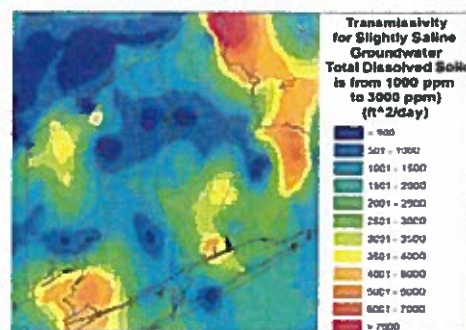 Transmissivity
for Slightly Saline
Groundwater
Total Dissolved Solid
is from 1000 ppm
to 3000 ppm)
(ft^2/day)
501 - 1000
1001 - 1500
1501 - 2000
2001 - 2500
2501 - 3000
3001 - 3500
3501 - 4000
4001 - 5000
5001 - 6000
6001 - 7000
> 7000